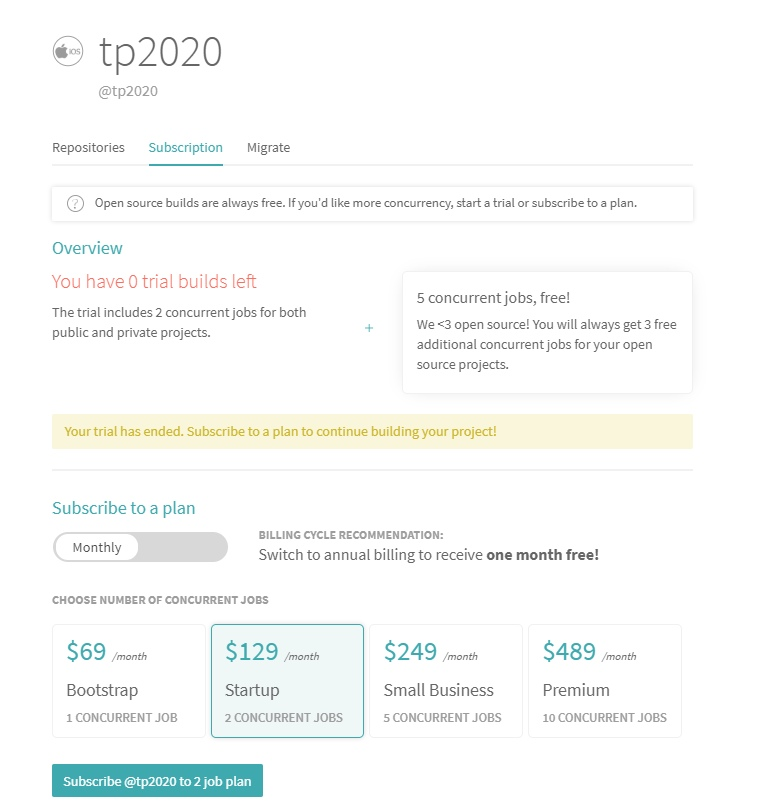 iOS
tp2020
@tp2020
Repositories Subscription Migrate
? Open source builds are always free. If you'd like more concurrency, start a trial or subscribe to a plan.
Overview
You have 0 trial builds left
The trial includes 2 concurrent jobs for both
public and private projects.
+
5 concurrent jobs, free!
We <3 open source! You will always get 3 free
additional concurrent jobs for your open
source projects.
Your trial has ended. Subscribe to a plan to continue building your project!
Subscribe to a plan
Monthly
BILLING CYCLE RECOMMENDATION:
Switch to annual billing to receive one month free!
CHOOSE NUMBER OF CONCURRENT JOBS
$69 /month
Bootstrap
1 CONCURRENT JOB
$129 /month
Startup
2 CONCURRENT JOBS
$249 /month
Small Business
5 CONCURRENT JOBS
$489 /month
Premium
10 CONCURRENT JOBS
Subscribe @tp2020 to 2 job plan